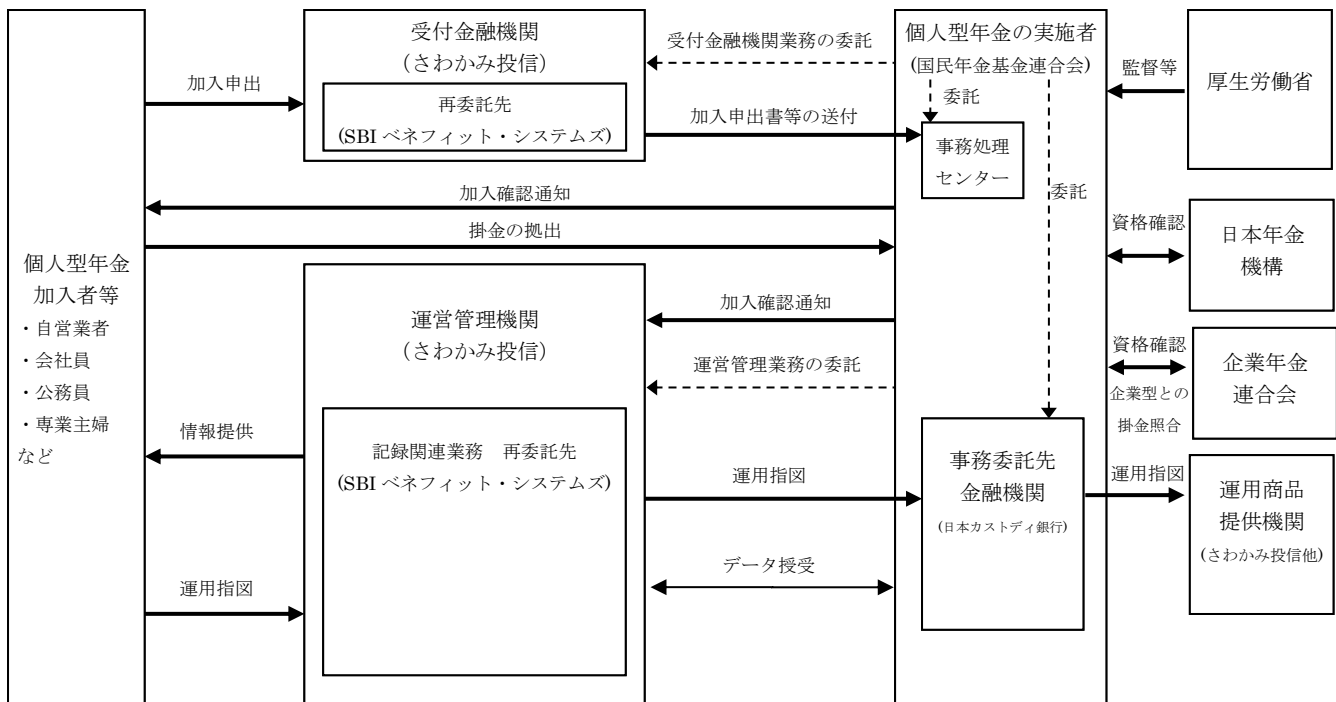 受付金融機関
(さわかみ投信)
再委託先
(SBI ベネフィット・システムズ)
加入申出
受付金融機関業務の委託
加入申出書等の送付
個人型年金の実施者
(国民年金基金連合会)
委託
事務処理
センター
委託
監督等
厚生労働省
加入確認通知
掛金の拠出
資格確認
日本年金
機構
個人型年金
加入者等
・自営業者
・会社員
・公務員
・専業主婦
など
運営管理機関
(さわかみ投信)
加入確認通知
運営管理業務の委託
資格確認
企業型との
掛金照合
企業年金
連合会
情報提供
記録関連業務 再委託先
(SBI ベネフィット・システムズ)
運用指図
事務委託先
金融機関
(日本カストディ銀行)
運用指図
運用商品
提供機関
(さわかみ投信他)
データ授受
運用指図